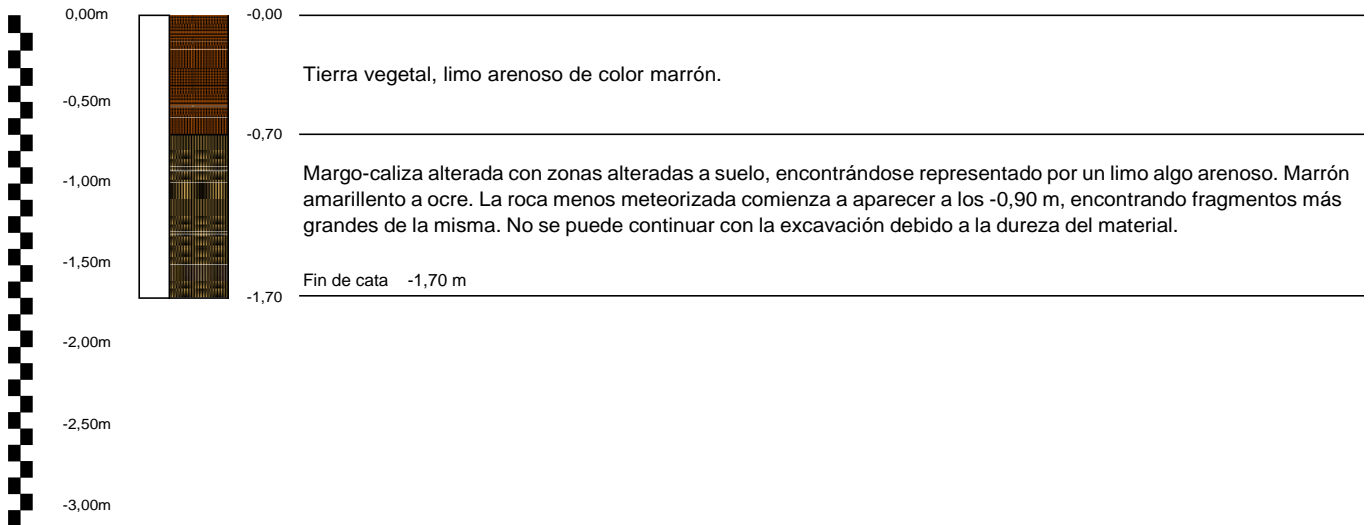 0,00m
-0,00
Tierra vegetal, limo arenoso de color marrón.
-0,50m
-0,70
-1,00m
Margo-caliza alterada con zonas alteradas a suelo, encontrándose representado por un limo algo arenoso. Marrón
amarillento a ocre. La roca menos meteorizada comienza a aparecer a los -0,90 m, encontrando fragmentos más
grandes de la misma. No se puede continuar con la excavación debido a la dureza del material.
-1,50m
Fin de cata -1,70 m
-1,70
-2,00m
-2,50m
-3,00m